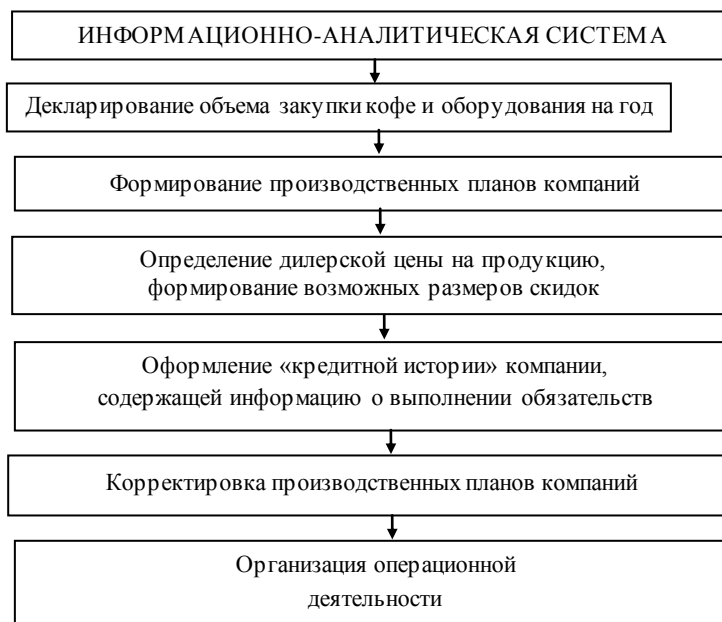 ИНФОРМАЦИОННО-АНАЛИТИЧЕСКАЯ СИСТЕМА
Декларирование объема закупки кофе и оборудования на год
Формирование производственных планов компаний
Определение дилерской цены на продукцию,
формирование возможных размеров скидок
Оформление «кредитной истории» компании,
содержащей информацию о выполнении обязательств
Корректировка производственных планов компаний
Организация операционной
деятельности